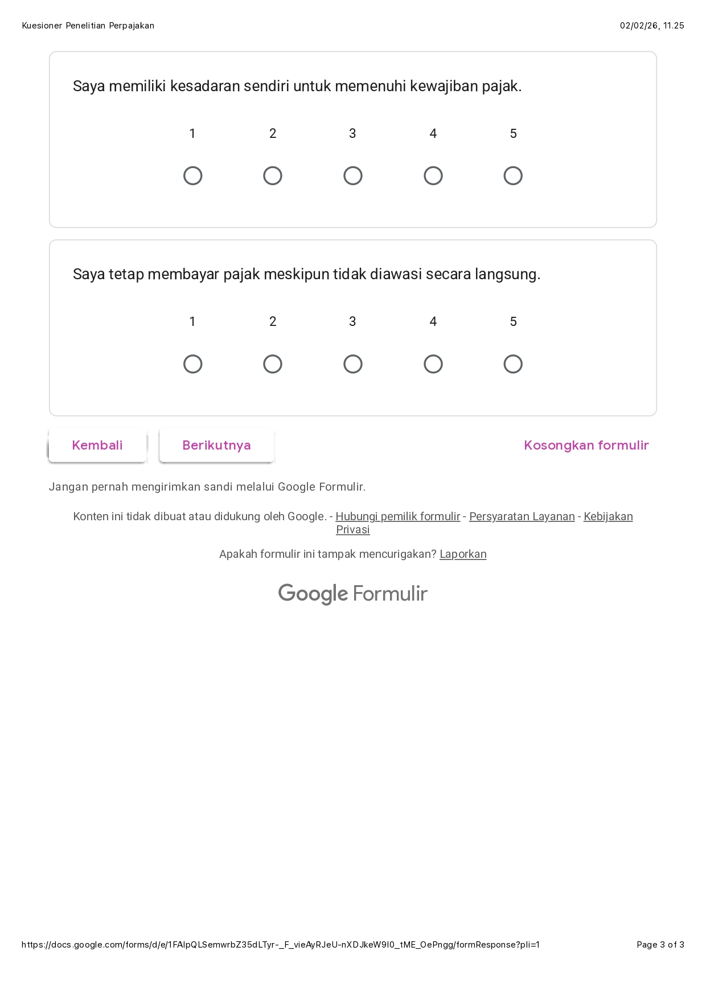 Kuesioner Penelitian Perpajakan 02/02/26, 11.25
Saya memiliki kesadaran sendiri untuk memenuhi kewajiban pajak.
1 2 3 4 5
Saya tetap membayar pajak meskipun tidak diawasi secara langsung.
1 2 3 4 5
Kembali Berikutnya Kosongkan formulir
Jangan pernah mengirimkan sandi melalui Google Formulir.
Konten ini tidak dibuat atau didukung oleh Google. - Hubungi pemilik formulir - Persyaratan Layanan - Kebijakan
Privasi
Apakah formulir ini tampak mencurigakan? Laporkan
Google Formulir
https://docs.google.com/forms/d/e/1FAIpQLSemwrbZ35dLTyr-_F_vieAyRJeU-nXDJkeW9I0_tME_OePngg/formResponse?pli=1 Page 3 of 3